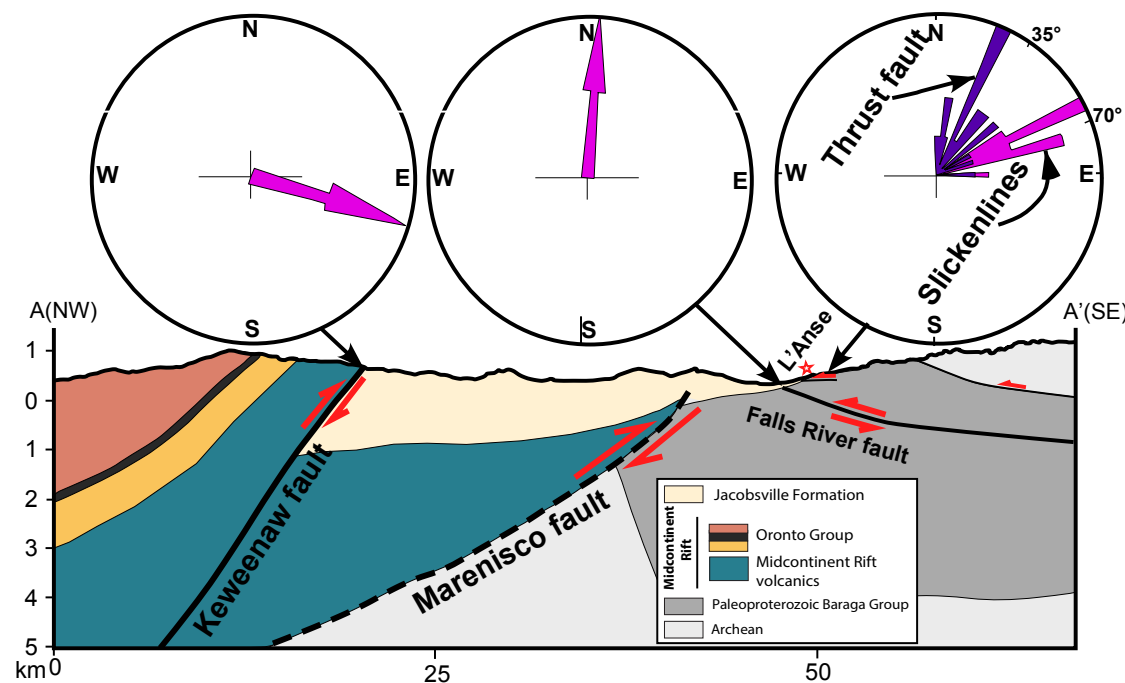 N
W
E
S
N
W
E
S
N
35°
70°
W
E
S
Thrust fault
Slickenlines
A(NW)
A'(SE)
L'Anse
1
0
1
2
3
4
5
km
0
25
50
Keweenaw fault
Marenisco fault
Falls River fault
Jacobsville Formation
Midcontinent
Rift
Oronto Group
Midcontinent Rift
volcanics
Paleoproterozoic Baraga Group
Archean